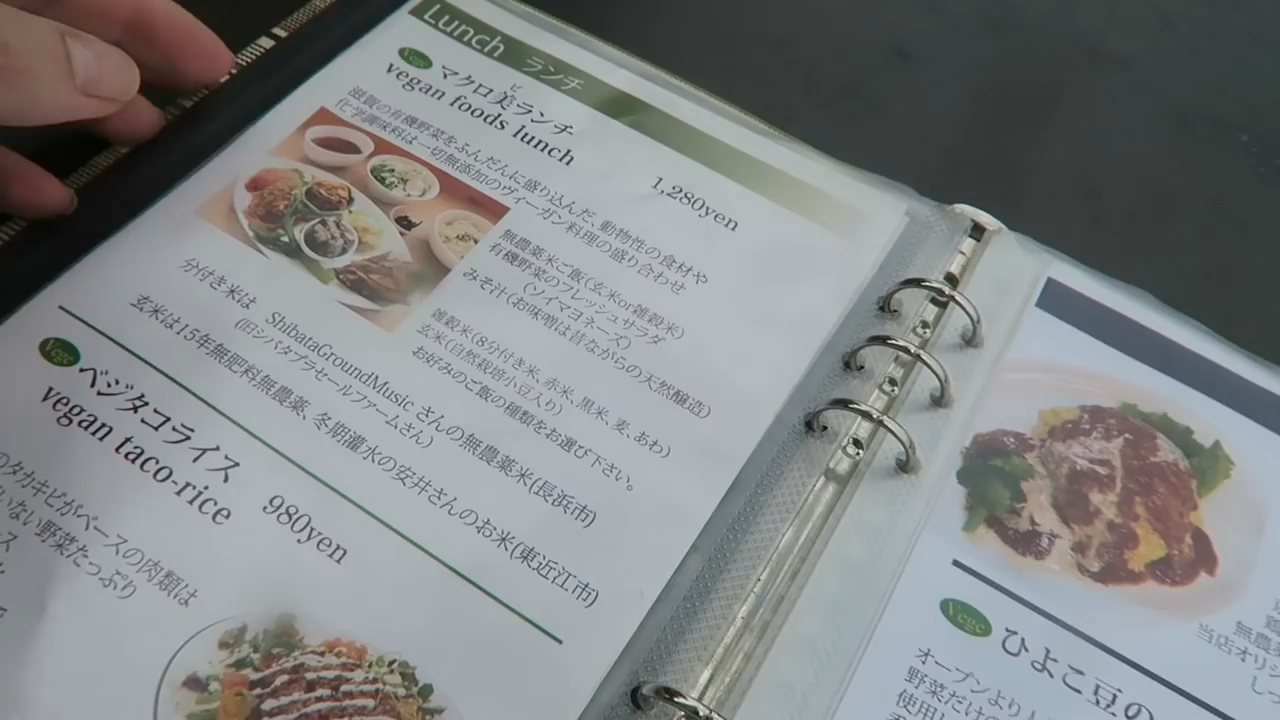 Lunch ランチ
Vege マクロ美ランチ
ビ
vegan foods lunch
1,280yen
滋賀の有機野菜をふんだんに盛り込んだ、動物性の食材や
化学調味料は一切無添加のヴィーガン料理の盛り合わせ
無農薬米ご飯(玄米or雑穀米)
有機野菜のフレッシュサラダ
(ソイマヨネーズ)
みそ汁(お味噌は昔ながらの天然醸造)
雑穀米(8分付き米、赤米、黒米、麦、あわ)
玄米(自然栽培小豆入り)
お好みのご飯の種類をお選び下さい。
分付き米は ShibataGroundMusic さんの無農薬米(長浜市)
(旧シバタプラセールファームさん)
玄米は15年無肥料無農薬、冬期灌水の安井さんのお米(東近江市)
Vege ベジタコライス
vegan taco-rice
980yen
のタカキビがベースの肉類は
いない野菜たっぷり
ス
無農
当店オリジ
しっ
Vege ひよこ豆の
オーブンより
野菜だけの
使用し